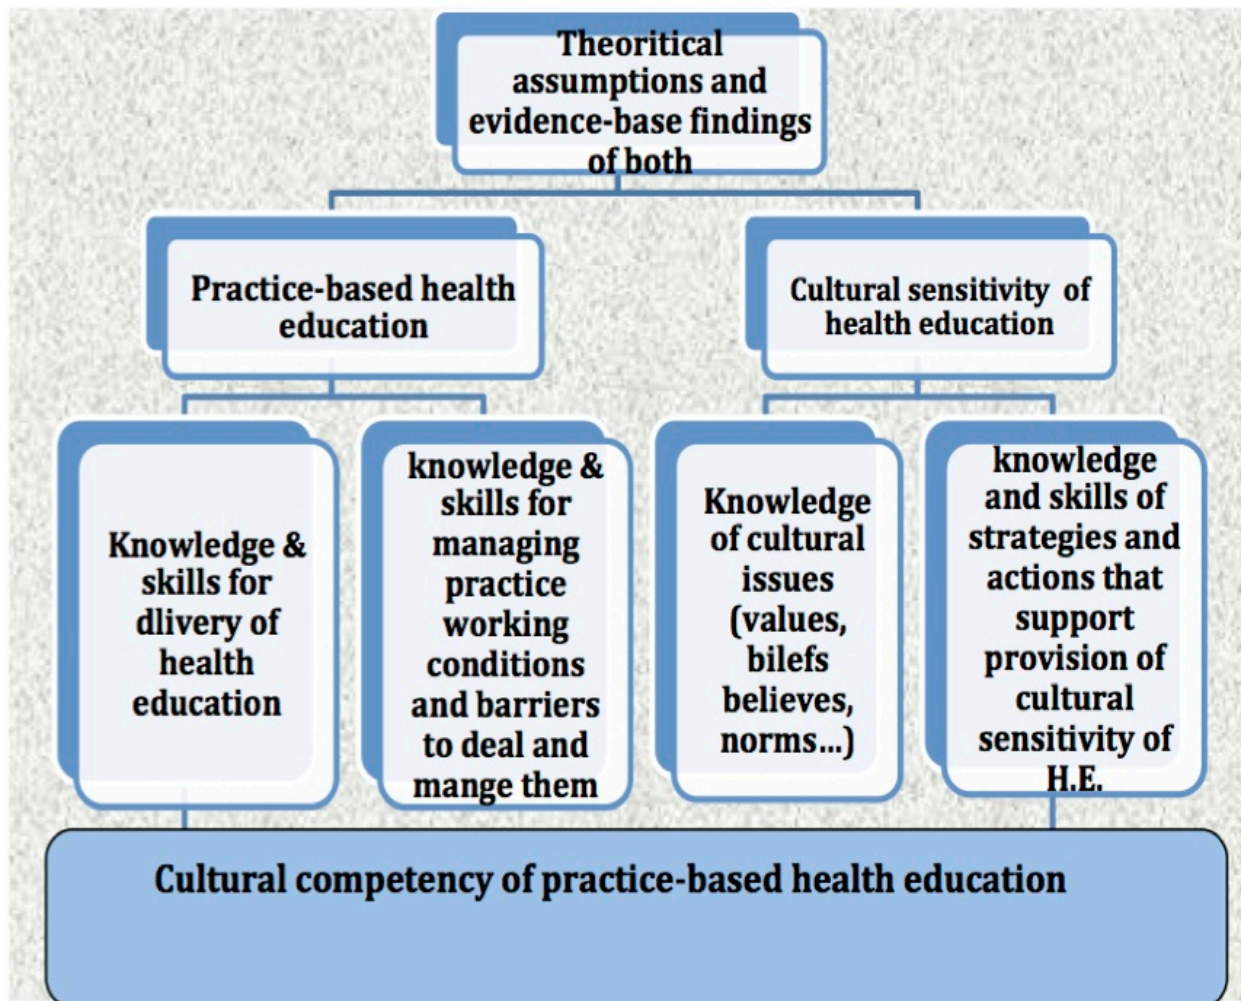 Theoritical
assumptions and
evidence-base findings
of both
Practice-based health
education
Cultural sensitivity of
health education
Knowledge &
skills for
dlivery of
health
education
knowledge &
skills for
managing
practice
working
conditions
and barriers
to deal and
mange them
Knowledge
of cultural
issues
(values,
bilefs
believes,
norms...)
knowledge
and skills of
strategies and
actions that
support
provision of
cultural
sensitivity of
H.E.
Cultural competency of practice-based health education